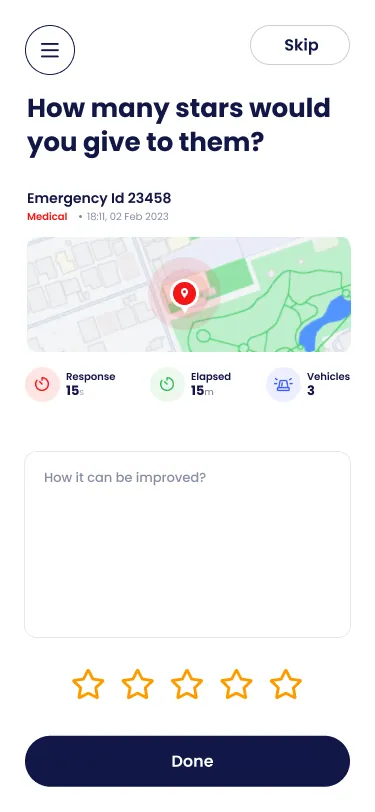 Skip
How many stars would
you give to them?
Emergency Id 23458
Medical • 18:11, 02 Feb 2023
Response
15s
Elapsed
15m
Vehicles
3
How it can be improved?
Done